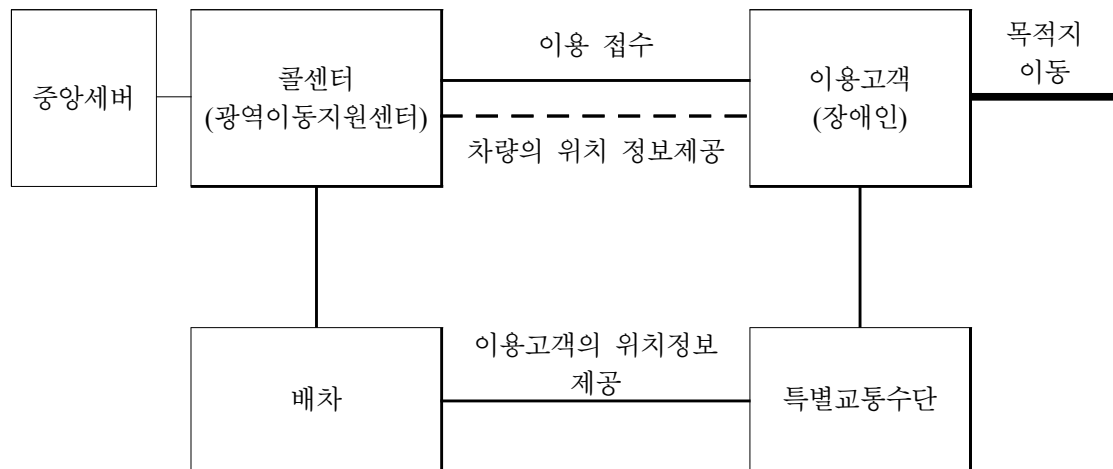 이용 접수
목적지
이동
중앙세버
콜센터
(광역이동지원센터)
이용고객
(장애인)
차량의 위치 정보제공
이용고객의 위치정보
제공
배차
특별교통수단